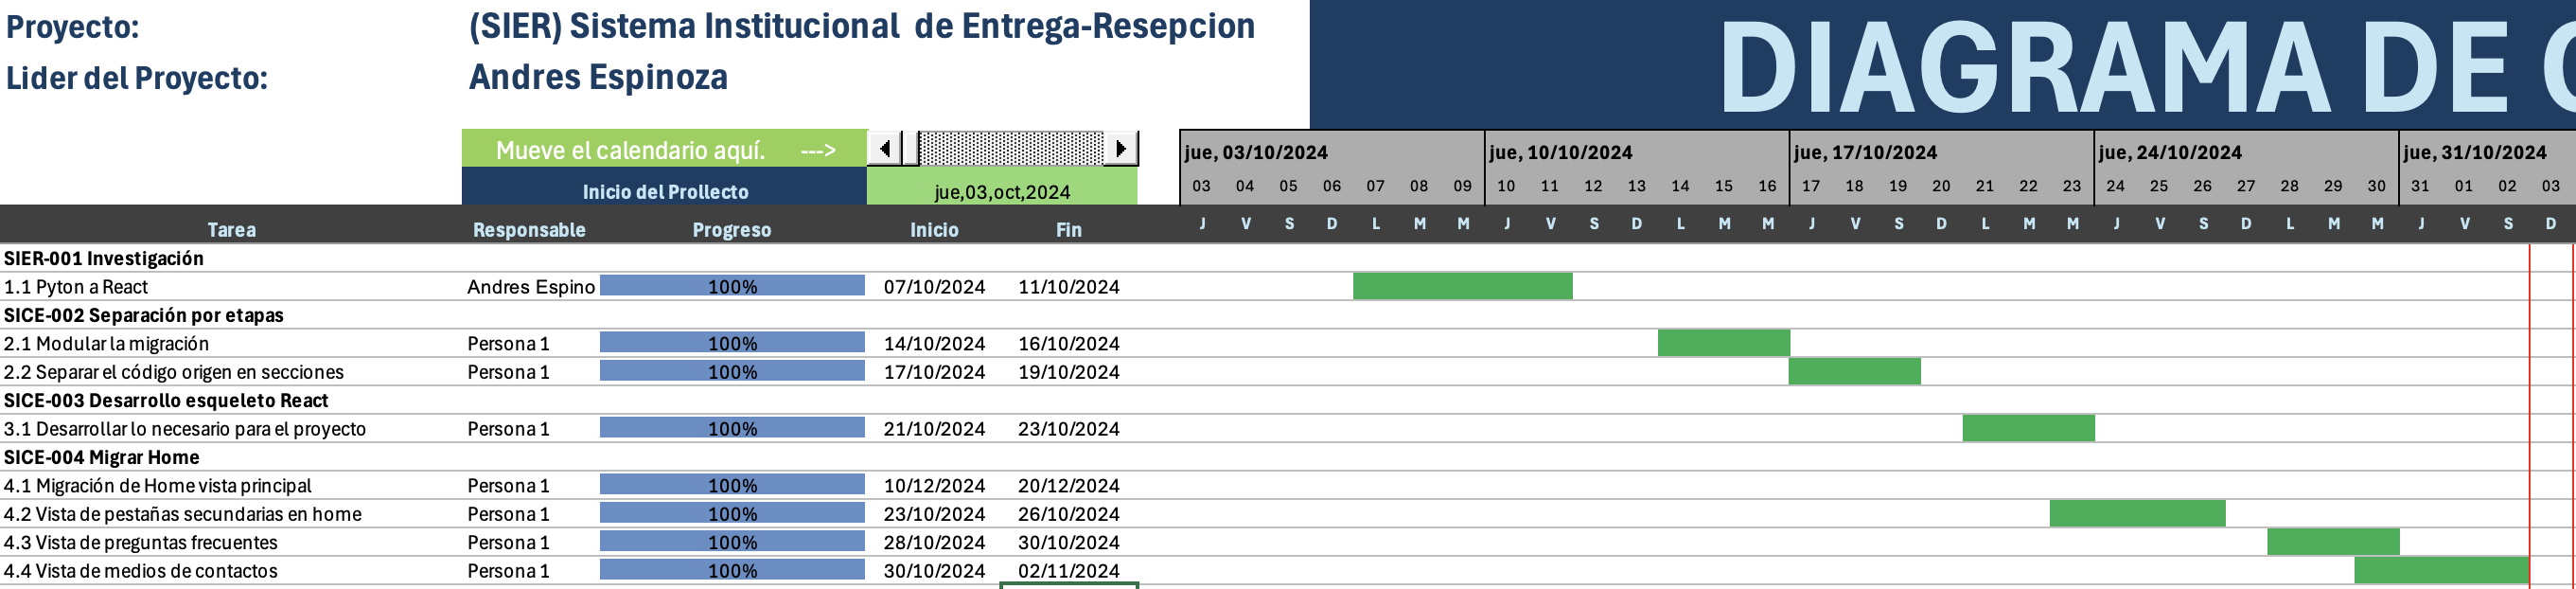 Proyecto: (SIER) Sistema Institucional de Entrega-Resepcion
Lider del Proyecto: Andres Espinoza
DIAGRAMA DE
Mueve el calendario aquí. --->
Inicio del Prollecto jue,03,oct,2024
jue, 03/10/2024 jue, 10/10/2024 jue, 17/10/2024 jue, 24/10/2024 jue, 31/10/2024
03 04 05 06 07 08 09 10 11 12 13 14 15 16 17 18 19 20 21 22 23 24 25 26 27 28 29 30 31 01 02 03
J V S D L M M J V S D L M M J V S D L M M J V S D L M M J V S D
Tarea Responsable Progreso Inicio Fin
SIER-001 Investigación
1.1 Pyton a React Andres Espino 100% 07/10/2024 11/10/2024
SICE-002 Separación por etapas
2.1 Modular la migración Persona 1 100% 14/10/2024 16/10/2024
2.2 Separar el código origen en secciones Persona 1 100% 17/10/2024 19/10/2024
SICE-003 Desarrollo esqueleto React
3.1 Desarrollar lo necesario para el proyecto Persona 1 100% 21/10/2024 23/10/2024
SICE-004 Migrar Home
4.1 Migración de Home vista principal Persona 1 100% 10/12/2024 20/12/2024
4.2 Vista de pestañas secundarias en home Persona 1 100% 23/10/2024 26/10/2024
4.3 Vista de preguntas frecuentes Persona 1 100% 28/10/2024 30/10/2024
4.4 Vista de medios de contactos Persona 1 100% 30/10/2024 02/11/2024